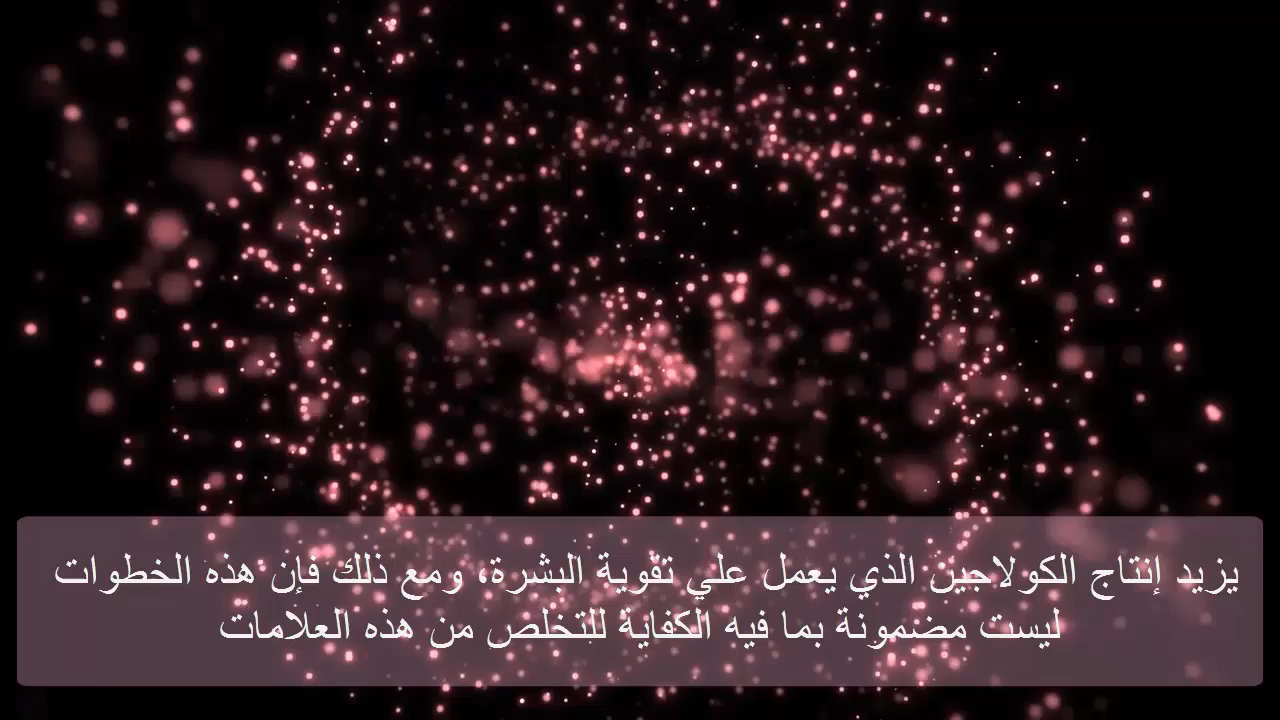 يزيد إنتاج الكولاجين الذي يعمل علي تقوية البشرة، ومع ذلك فإن هذه الخطوات
ليست مضمونة بما فيه الكفاية للتخلص من هذه العلامات